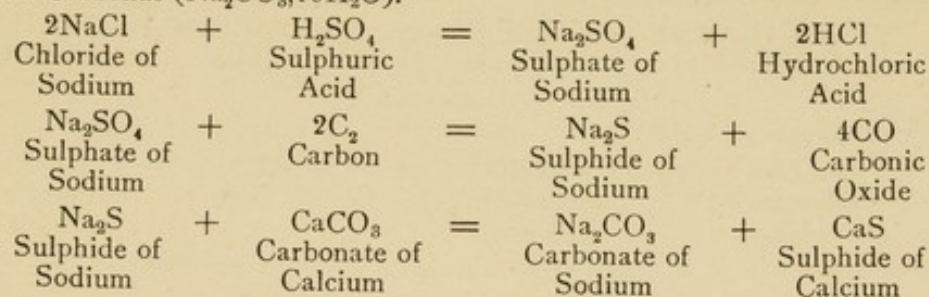 2NaCl + H₂SO₄ = Na₂SO₄ + 2HCl
Chloride of Sulphuric Sulphate of Hydrochloric
Sodium Acid Sodium Acid
Na₂SO₄ + 2C₂ = Na₂S + 4CO
Sulphate of Carbon Sulphide of Carbonic
Sodium Sodium Oxide
Na₂S + CaCO₃ = Na₂CO₃ + CaS
Sulphide of Carbonate of Carbonate of Sulphide of
Sodium Calcium Sodium Calcium